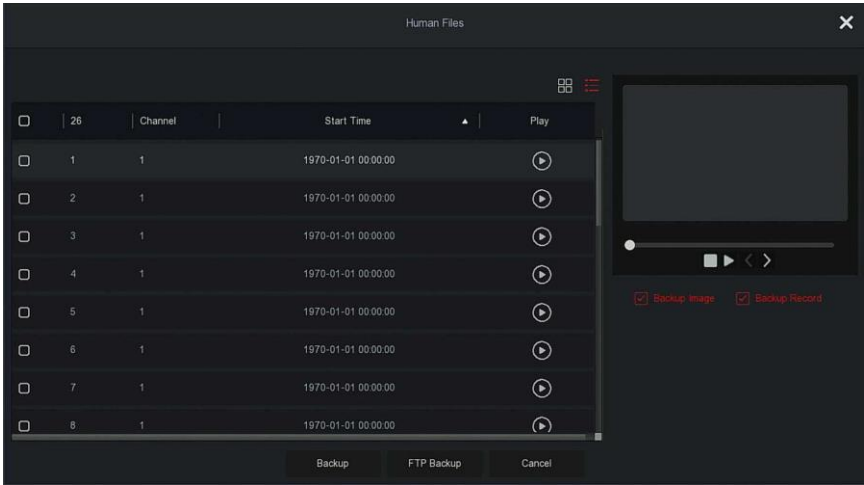 Human Files
26 Channel Start Time Play
1 1 1970-01-01 00:00:00
2 1 1970-01-01 00:00:00
3 1 1970-01-01 00:00:00
4 1 1970-01-01 00:00:00
5 1 1970-01-01 00:00:00
6 1 1970-01-01 00:00:00
7 1 1970-01-01 00:00:00
8 1 1970-01-01 00:00:00
Backup Image Backup Record
Backup FTP Backup Cancel